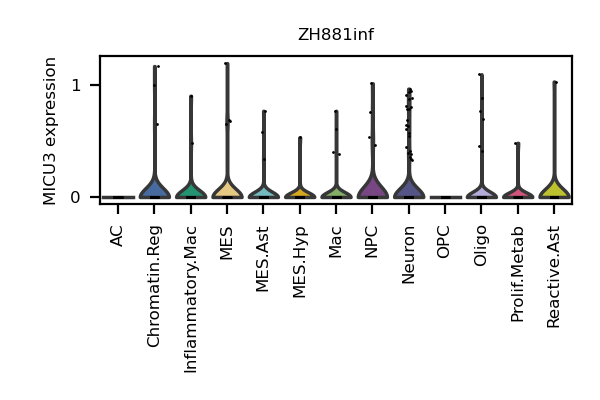 ZH881inf
MICU3 expression
1
0
AC
Chromatin.Reg
Inflammatory.Mac
MES
MES.Ast
MES.Hyp
Mac
NPC
Neuron
OPC
Oligo
Prolif.Metab
Reactive.Ast